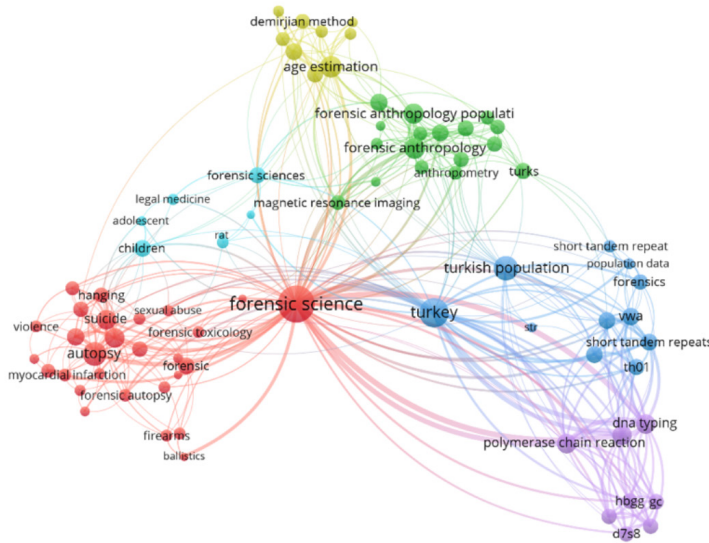 demirjian method
age estimation
forensic anthropology populati
forensic anthropology
anthropometry
turks
forensic sciences
legal medicine
magnetic resonance imaging
adolescent
rat
children
short tandem repeat
population data
turkish population
forensics
hanging
forensic science
turkey
suicide
sexual abuse
vwa
violence
forensic toxicology
str
short tandem repeats
autopsy
forensic
th01
myocardial infarction
forensic autopsy
dna typing
firearms
polymerase chain reaction
ballistics
hbgg
gc
d7s8